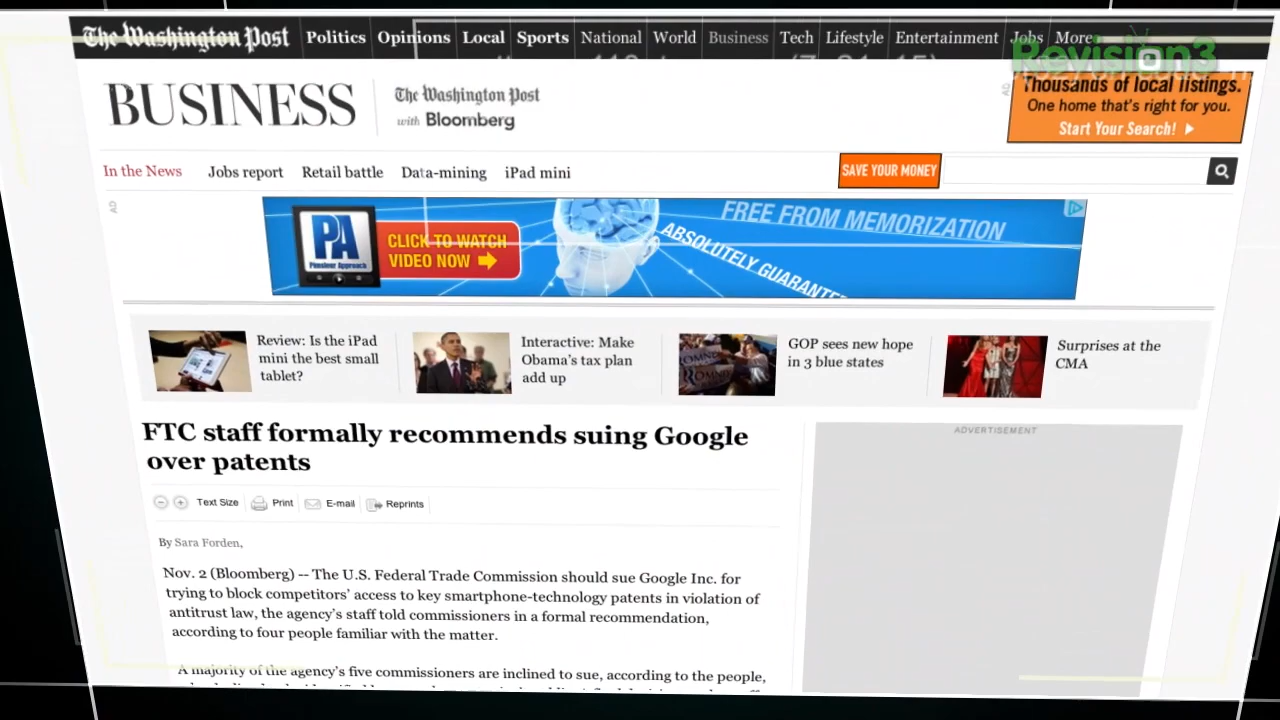 The Washington Post
Politics Opinions Local Sports National World Business Tech Lifestyle Entertainment Jobs More
Revision3
BUSINESS
The Washington Post
with Bloomberg
AD
Thousands of local listings.
One home that's right for you.
Start Your Search!
In the News Jobs report Retail battle Data-mining iPad mini
SAVE YOUR MONEY
AD
PA
Pimsleur Approach
CLICK TO WATCH
VIDEO NOW
FREE FROM MEMORIZATION
ABSOLUTELY
Review: Is the iPad
mini the best small
tablet?
Interactive: Make
Obama's tax plan
add up
GOP sees new hope
in 3 blue states
Surprises at the
CMA
FTC staff formally recommends suing Google
over patents
Text Size Print E-mail Reprints
ADVERTISEMENT
By Sara Forden,
Nov. 2 (Bloomberg) -- The U.S. Federal Trade Commission should sue Google Inc. for
trying to block competitors' access to key smartphone-technology patents in violation of
antitrust law, the agency's staff told commissioners in a formal recommendation,
according to four people familiar with the matter.
A majority of the agency's five commissioners are inclined to sue, according to the people,